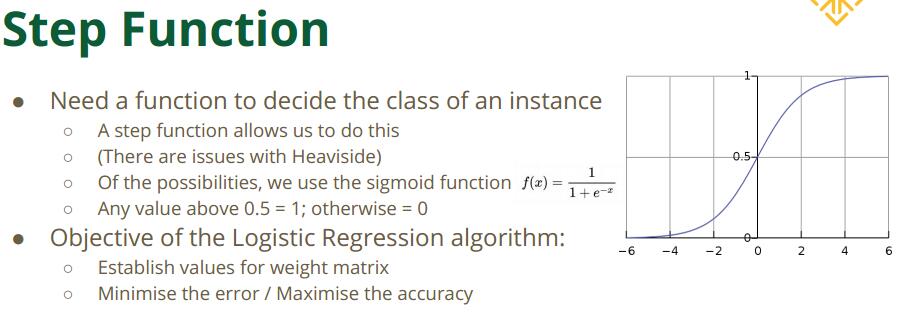 Step Function
● Need a function to decide the class of an instance
○ A step function allows us to do this
○ (There are issues with Heaviside)
○ Of the possibilities, we use the sigmoid function f(x) = 1 / (1 + e^{-x})
○ Any value above 0.5 = 1; otherwise = 0
● Objective of the Logistic Regression algorithm:
○ Establish values for weight matrix
○ Minimise the error / Maximise the accuracy
1
0.5
0
−6 −4 −2 0 2 4 6